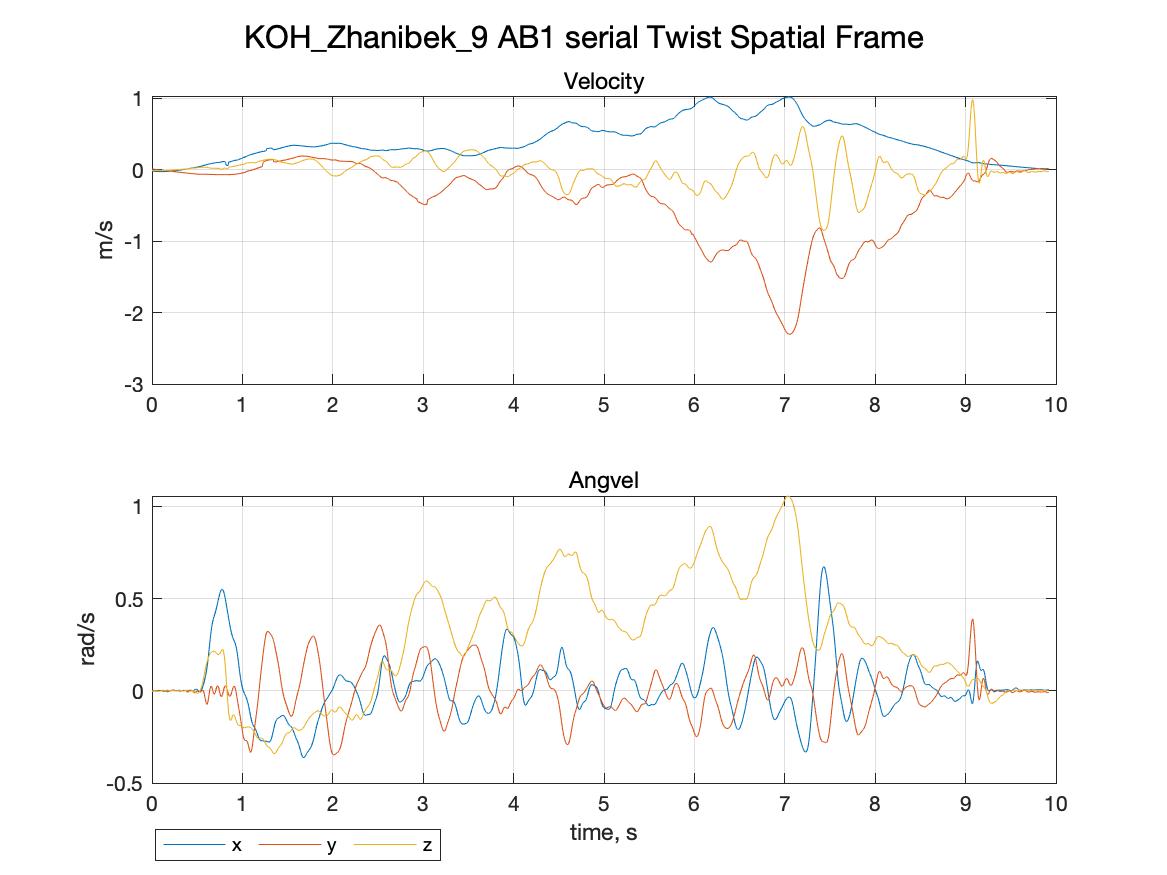 KOH_Zhanibek_9 AB1 serial Twist Spatial Frame
Velocity
1
0
-1
-2
-3
m/s
0 1 2 3 4 5 6 7 8 9 10
Angvel
1
0.5
0
-0.5
rad/s
0 1 2 3 4 5 6 7 8 9 10
time, s
x y z